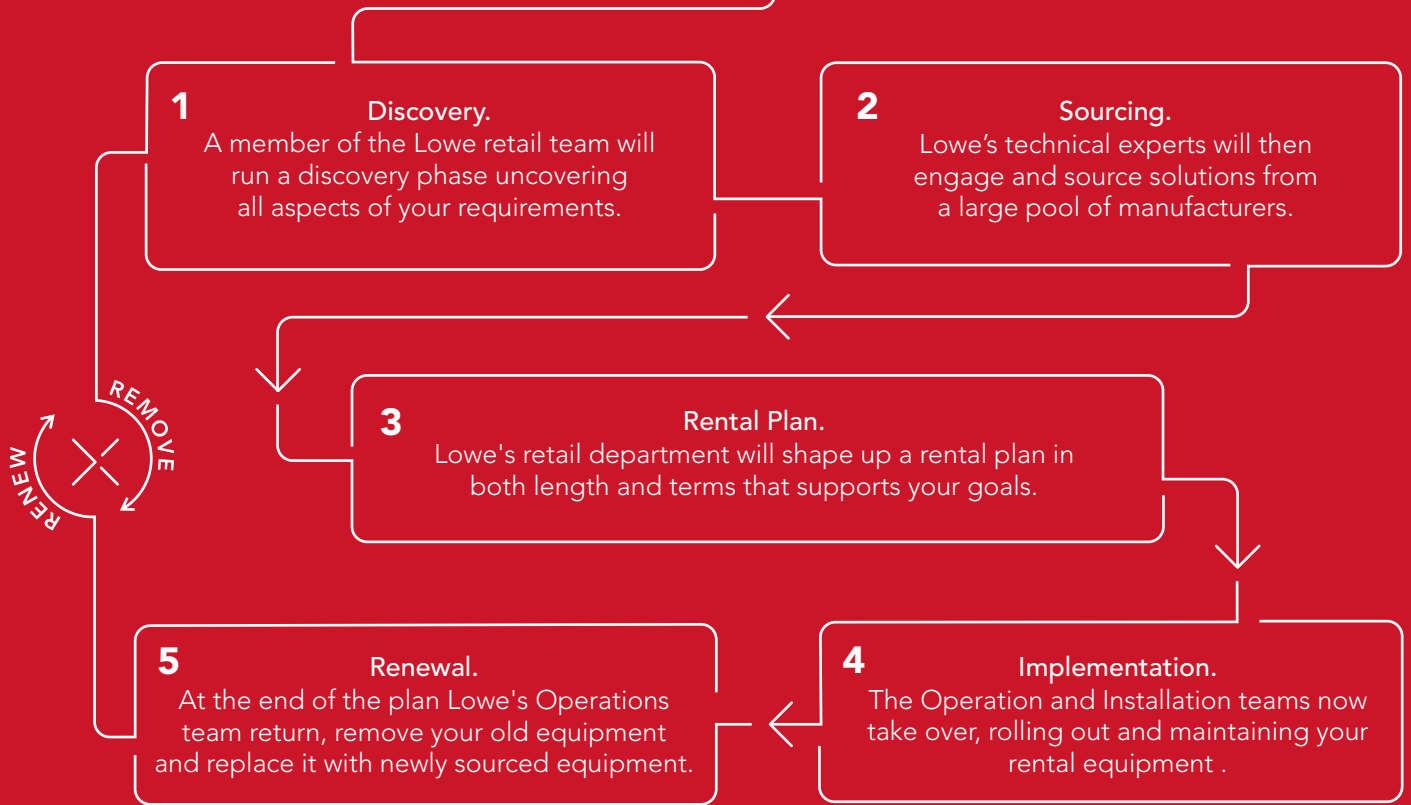 1
Discovery.
A member of the Lowe retail team will
run a discovery phase uncovering
all aspects of your requirements.
2
Sourcing.
Lowe’s technical experts will then
engage and source solutions from
a large pool of manufacturers.
3
Rental Plan.
Lowe's retail department will shape up a rental plan in
both length and terms that supports your goals.
REMOVE
RENEW
5
Renewal.
At the end of the plan Lowe's Operations
team return, remove your old equipment
and replace it with newly sourced equipment.
4
Implementation.
The Operation and Installation teams now
take over, rolling out and maintaining your
rental equipment .